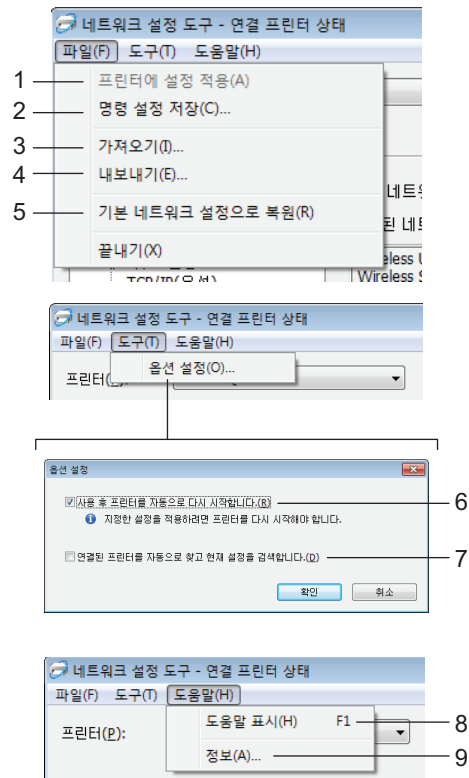 네트워크 설정 도구 - 연결 프린터 상태
파일(F) 도구(T) 도움말(H)
1 프린터에 설정 적용(A)
2 명령 설정 저장(C)...
3 가져오기(I)...
4 내보내기(E)...
5 기본 네트워크 설정으로 복원(R)
끝내기(X)
네트워크 설정 도구 - 연결 프린터 상태
파일(F) 도구(T) 도움말(H)
옵션 설정(O)...
옵션 설정
사용 후 프린터를 자동으로 다시 시작합니다.(R) 6
지정한 설정을 적용하려면 프린터를 다시 시작해야 합니다.
연결된 프린터를 자동으로 찾고 현재 설정을 검색합니다.(D) 7
확인 취소
네트워크 설정 도구 - 연결 프린터 상태
파일(F) 도구(T) 도움말(H)
프린터(P): 도움말 표시(H) F1 8
정보(A)... 9